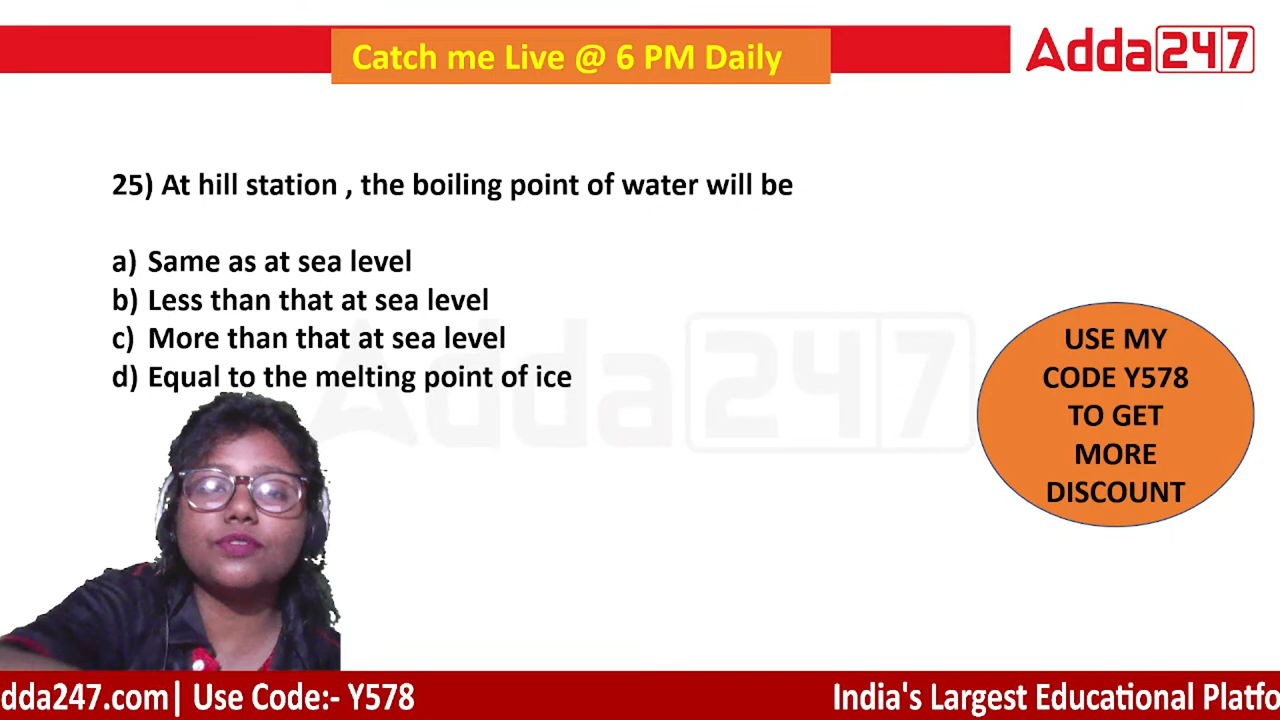 Catch me Live @ 6 PM Daily
Adda247
25) At hill station , the boiling point of water will be
a) Same as at sea level
b) Less than that at sea level
c) More than that at sea level
d) Equal to the melting point of ice
Adda247
USE MY
CODE Y578
TO GET
MORE
DISCOUNT
dda247.com| Use Code:- Y578
India's Largest Educational Platfo